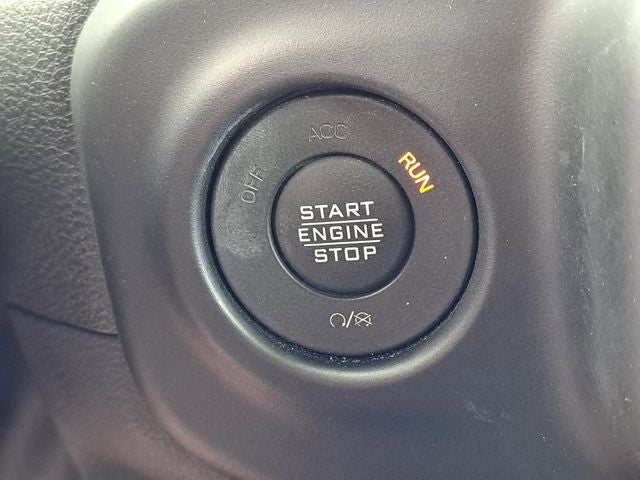 ACC
OFF
RUN
START
ENGINE
STOP